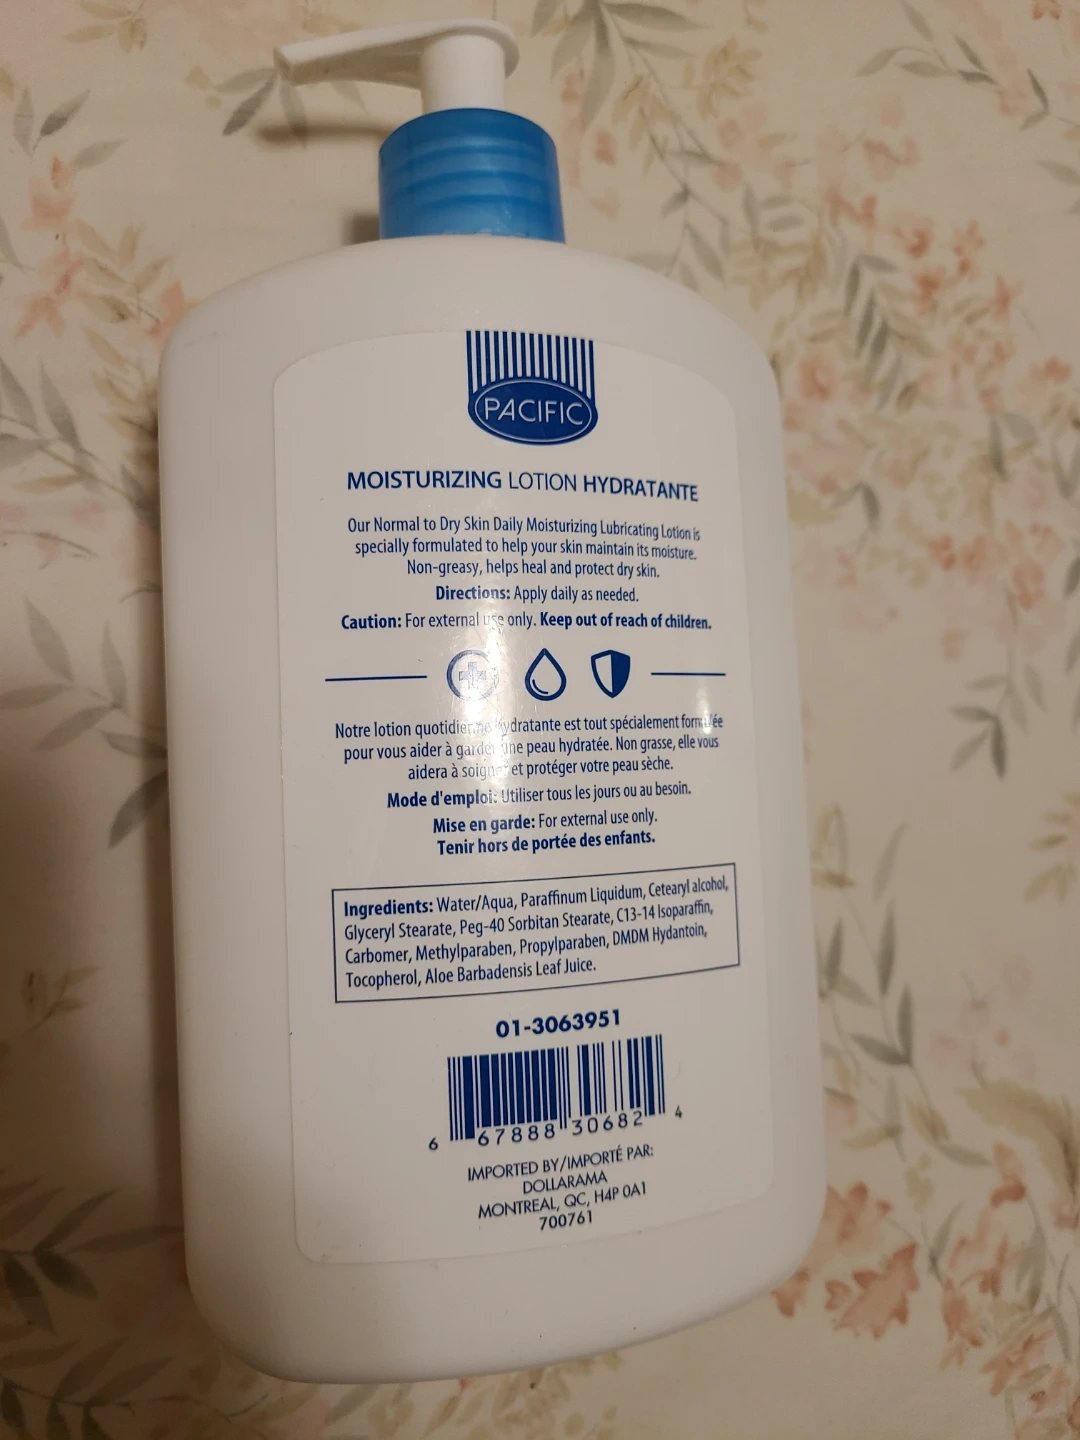 PACIFIC
MOISTURIZING LOTION HYDRATANTE
Our Normal to Dry Skin Daily Moisturizing Lubricating Lotion is
specially formulated to help your skin maintain its moisture.
Non-greasy, helps heal and protect dry skin.
Directions: Apply daily as needed.
Caution: For external use only. Keep out of reach of children.
Notre lotion quotidienne hydratante est tout spécialement formulée
pour vous aider à garder une peau hydratée. Non grasse, elle vous
aidera à soigner et protéger votre peau sèche.
Mode d'emploi: Utiliser tous les jours ou au besoin.
Mise en garde: For external use only.
Tenir hors de portée des enfants.
Ingredients: Water/Aqua, Paraffinum Liquidum, Cetearyl alcohol,
Glyceryl Stearate, Peg-40 Sorbitan Stearate, C13-14 Isoparaffin,
Carbomer, Methylparaben, Propylparaben, DMDM Hydantoin,
Tocopherol, Aloe Barbadensis Leaf Juice.
01-3063951
6 67888 30682 4
IMPORTED BY/IMPORTÉ PAR:
DOLLARAMA
MONTREAL, QC, H4P 0A1
700761